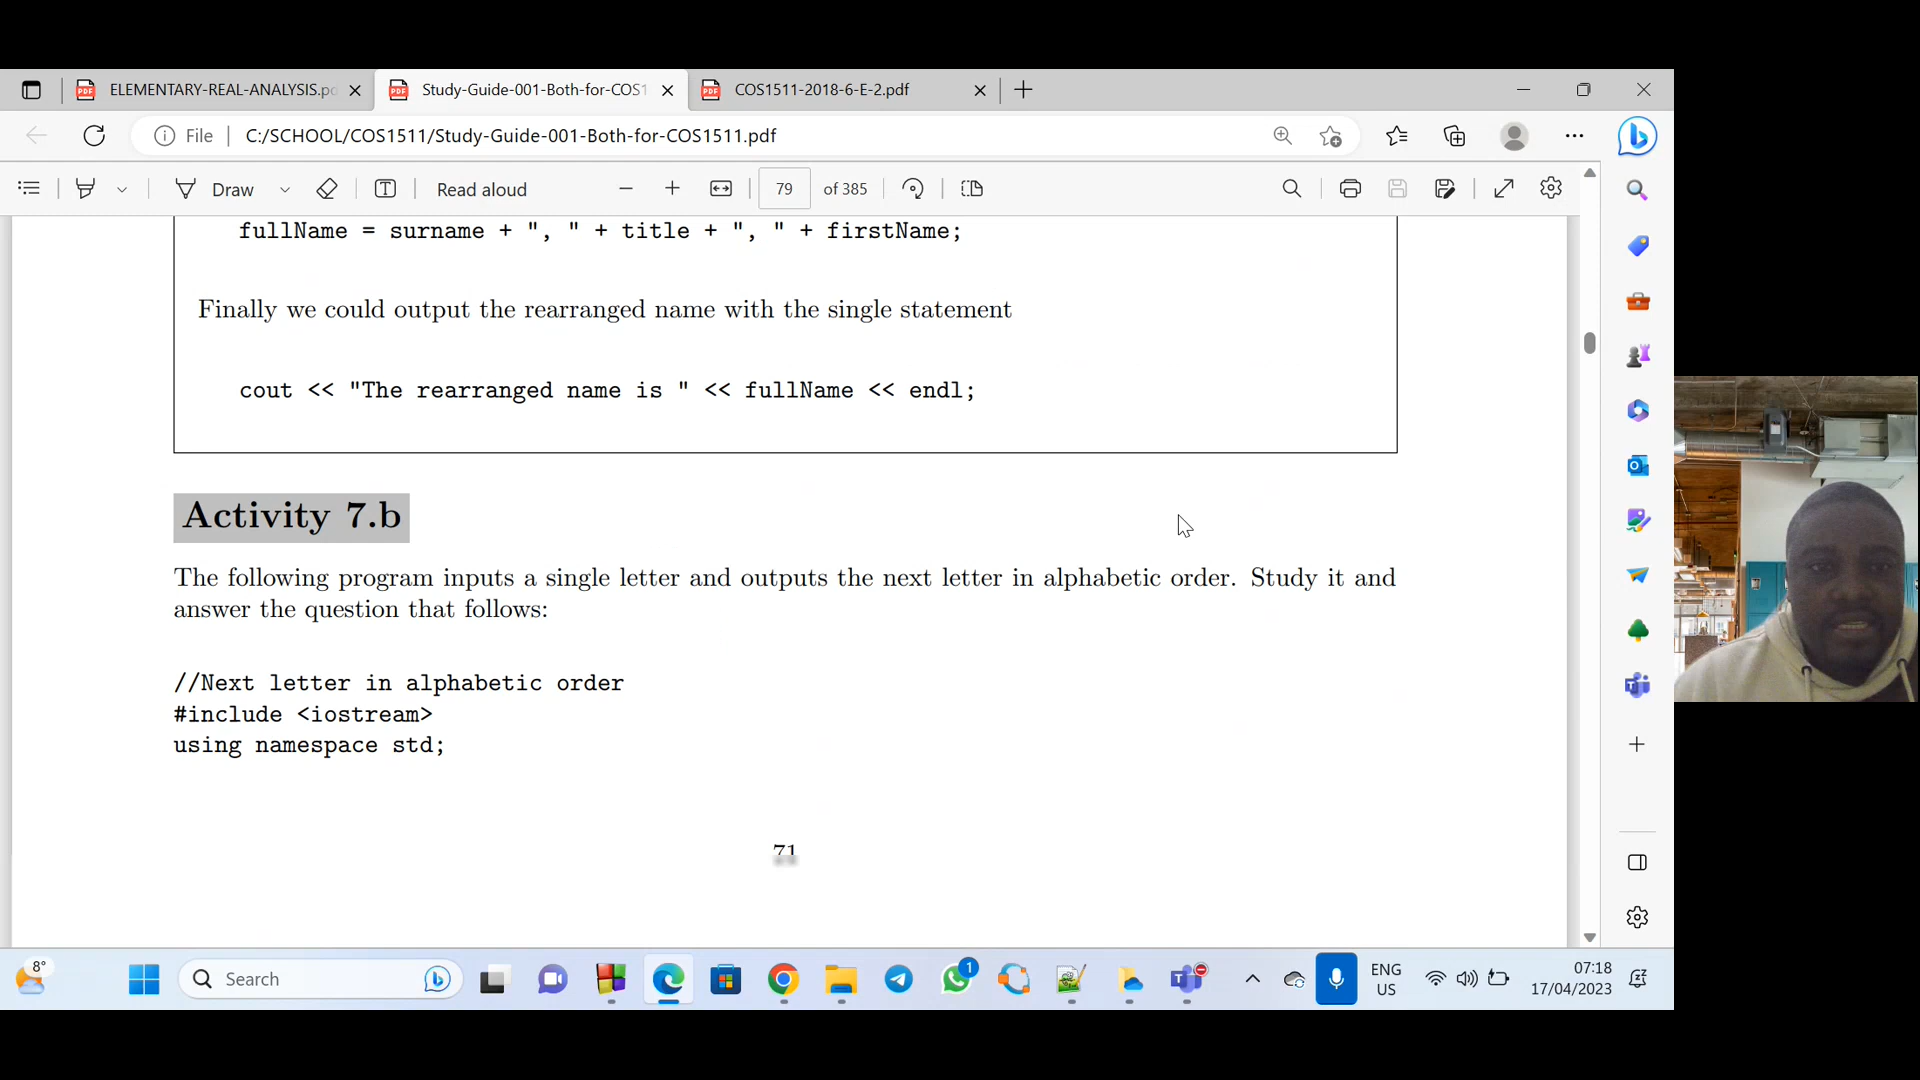 ELEMENTARY-REAL-ANALYSIS.pd
Study-Guide-001-Both-for-COS1
COS1511-2018-6-E-2.pdf
File
C:/SCHOOL/COS1511/Study-Guide-001-Both-for-COS1511.pdf
Draw
Read aloud
79
of 385
fullName = surname + ", " + title + ", " + firstName;
Finally we could output the rearranged name with the single statement
cout << "The rearranged name is " << fullName << endl;
Activity 7.b
The following program inputs a single letter and outputs the next letter in alphabetic order. Study it and
answer the question that follows:
//Next letter in alphabetic order
#include <iostream>
using namespace std;
71
8°
Search
1
ENG
US
07:18
17/04/2023